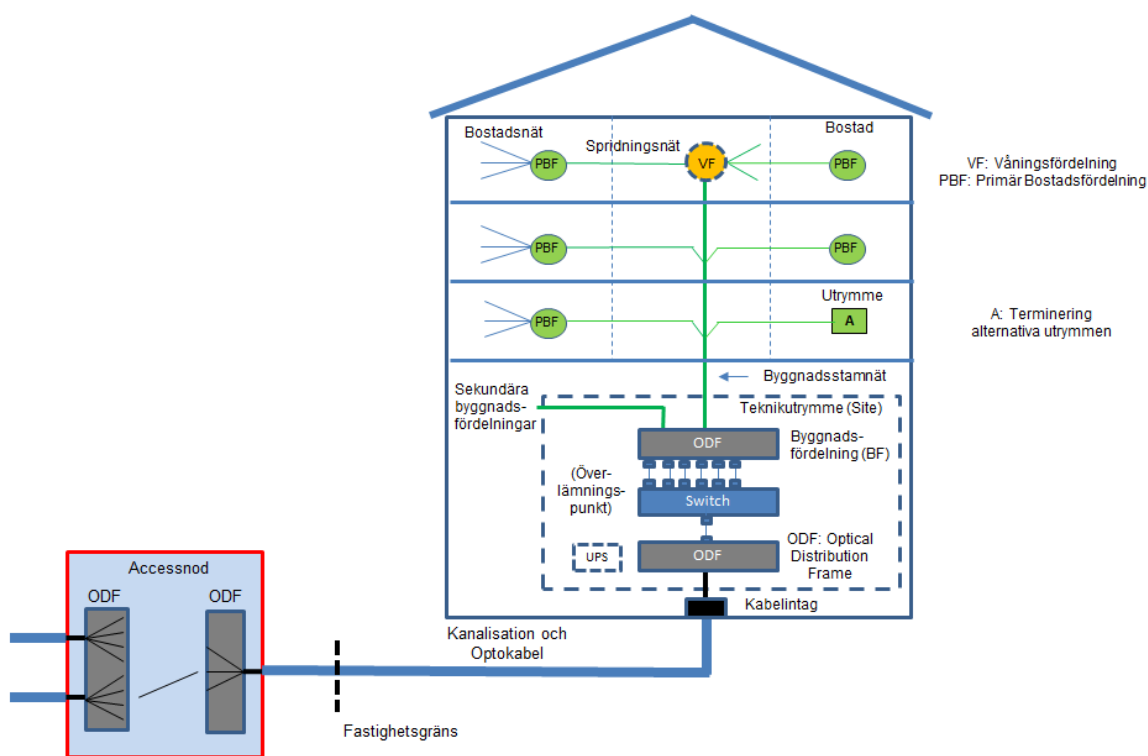 Bostadsnät
Spridningsnät
Bostad
PBF
VF
PBF
VF: Våningsfördelning
PBF: Primär Bostadsfördelning
PBF
PBF
Utrymme
PBF
A
A: Terminering
alternativa utrymmen
Byggnadsstamnät
Sekundära
byggnads-
fördelningar
Teknikutrymme (Site)
ODF
Byggnads-
fördelning (BF)
(Över-
lämnings-
punkt)
Switch
UPS
ODF
ODF: Optical
Distribution
Frame
Kabelintag
Accessnod
ODF
ODF
Kanalisation och
Optokabel
Fastighetsgräns